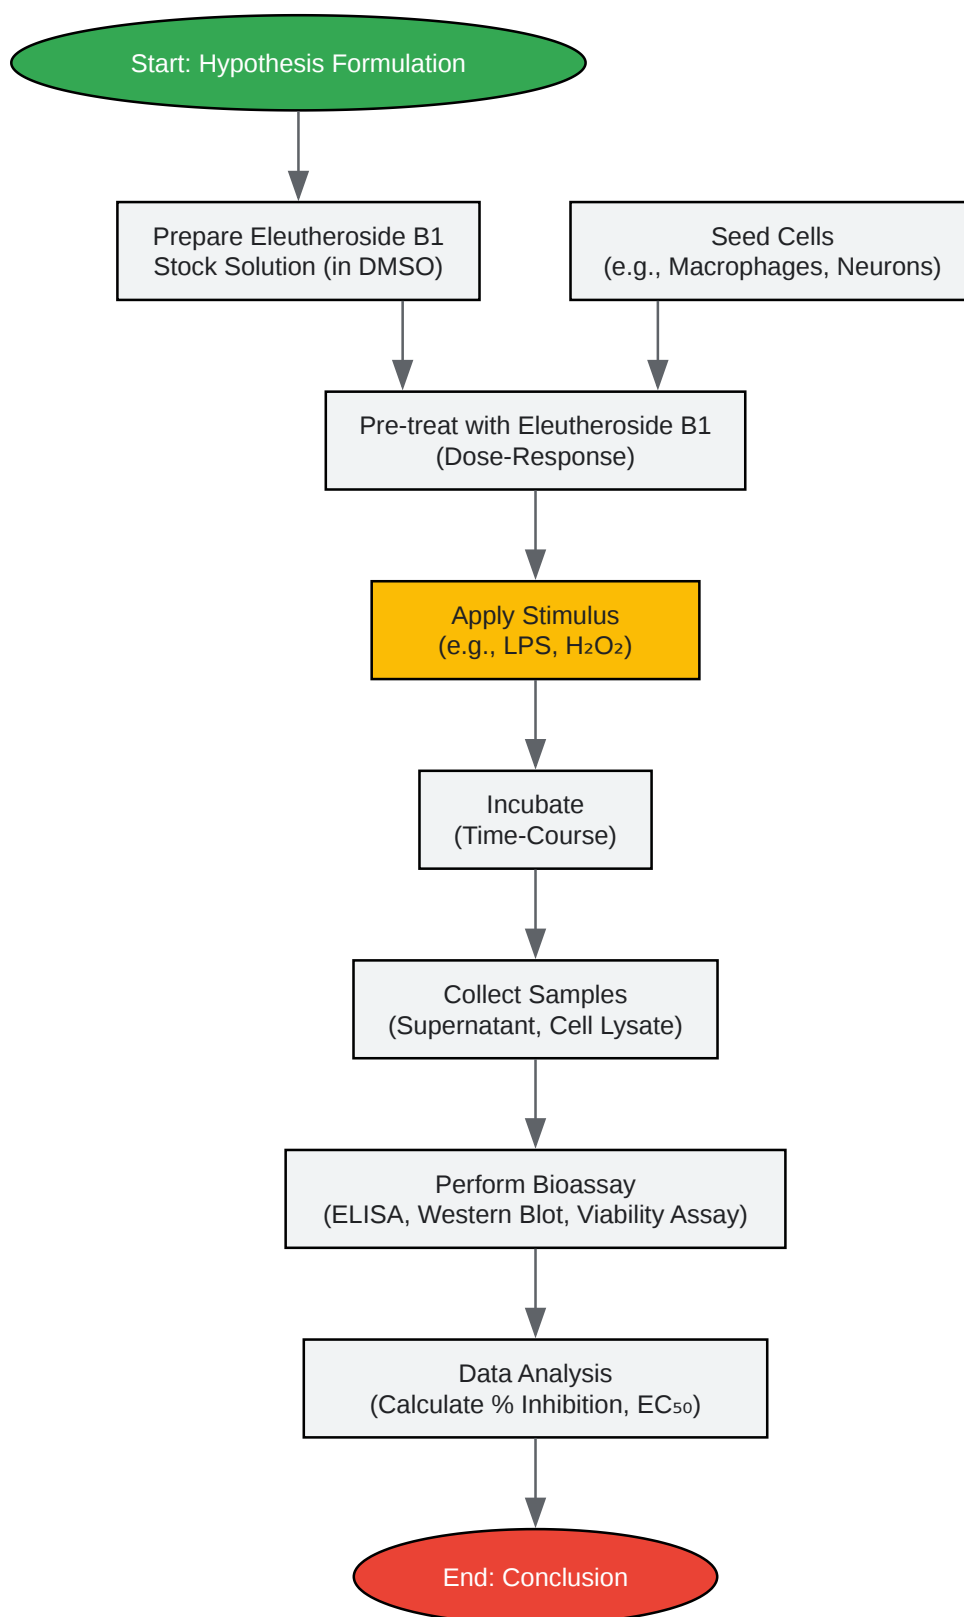 Start: Hypothesis Formulation
Prepare Eleutheroside B1
Stock Solution (in DMSO)
Seed Cells
(e.g., Macrophages, Neurons)
Pre-treat with Eleutheroside B1
(Dose-Response)
Apply Stimulus
(e.g., LPS, H₂O₂)
Incubate
(Time-Course)
Collect Samples
(Supernatant, Cell Lysate)
Perform Bioassay
(ELISA, Western Blot, Viability Assay)
Data Analysis
(Calculate % Inhibition, EC₅₀)
End: Conclusion